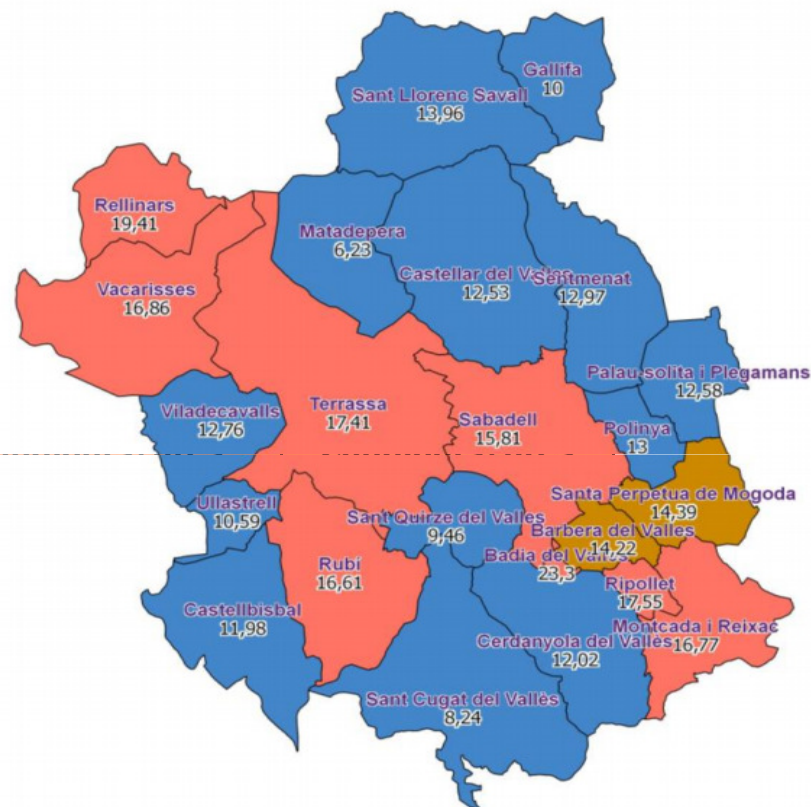 Gallifa
10
Sant Llorenc Savall
13,96
Rellinars
19,41
Matadepera
6,23
Castellar del Vallès
12,53
Sentmenat
12,97
Vacarisses
16,86
Palau-solita i Plegamans
12,58
Viladecavalls
12,76
Terrassa
17,41
Sabadell
15,81
Polinya
13
Santa Perpetua de Mogoda
14,39
Ullastrell
10,59
Sant Quirze del Valles
9,46
Barbera del Valles
14,22
Badia del Valles
23,3
Rubí
16,61
Ripollet
17,55
Castellbisbal
11,98
Montcada i Reixac
16,77
Cerdanyola del Vallès
12,02
Sant Cugat del Vallès
8,24